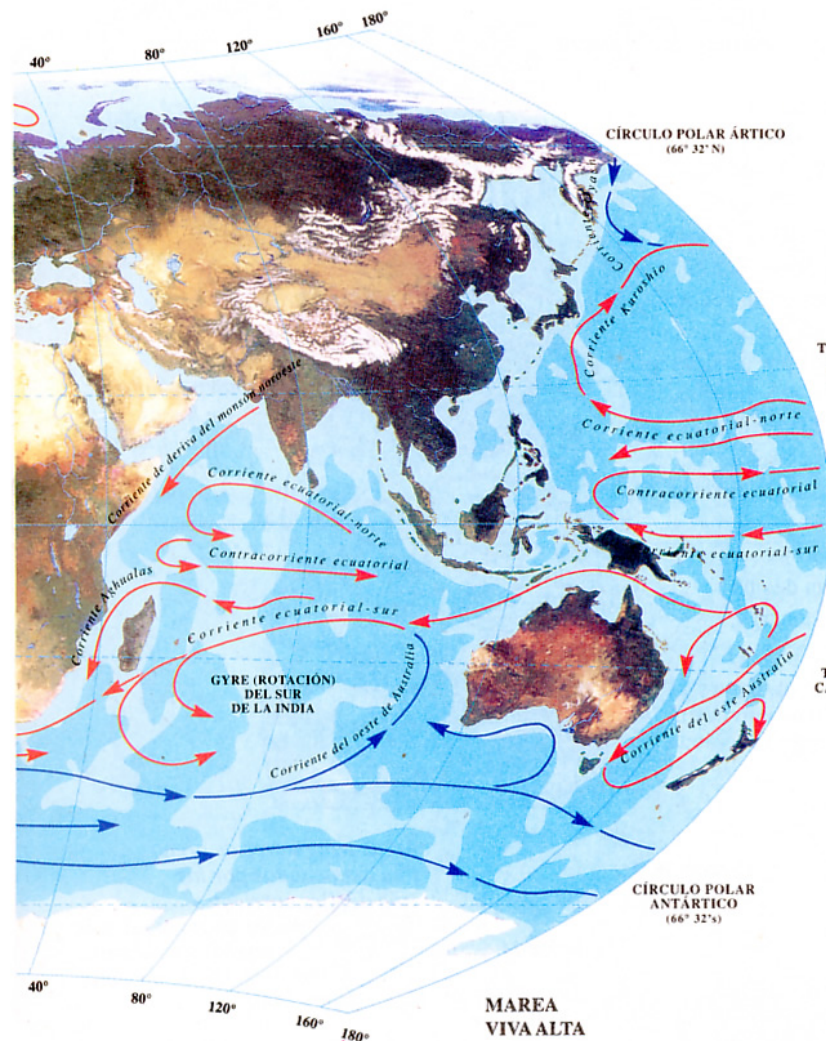 180°
160°
120°
80°
40°
CÍRCULO POLAR ÁRTICO
(66° 32' N)
Corriente
Corriente Kuroshio
T
Corriente de deriva del monsón noroeste
Corriente ecuatorial-norte
Corriente ecuatorial-norte
Contracorriente ecuatorial
Contracorriente ecuatorial
rriente ecuatorial-sur
Corriente Aghualas
Corriente ecuatorial-sur
GYRE (ROTACIÓN)
DEL SUR
DE LA INDIA
T
C
Corriente del oeste de Australia
Corriente del este Australia
CÍRCULO POLAR
ANTÁRTICO
(66° 32's)
40°
80°
120°
160°
180°
MAREA
VIVA ALTA